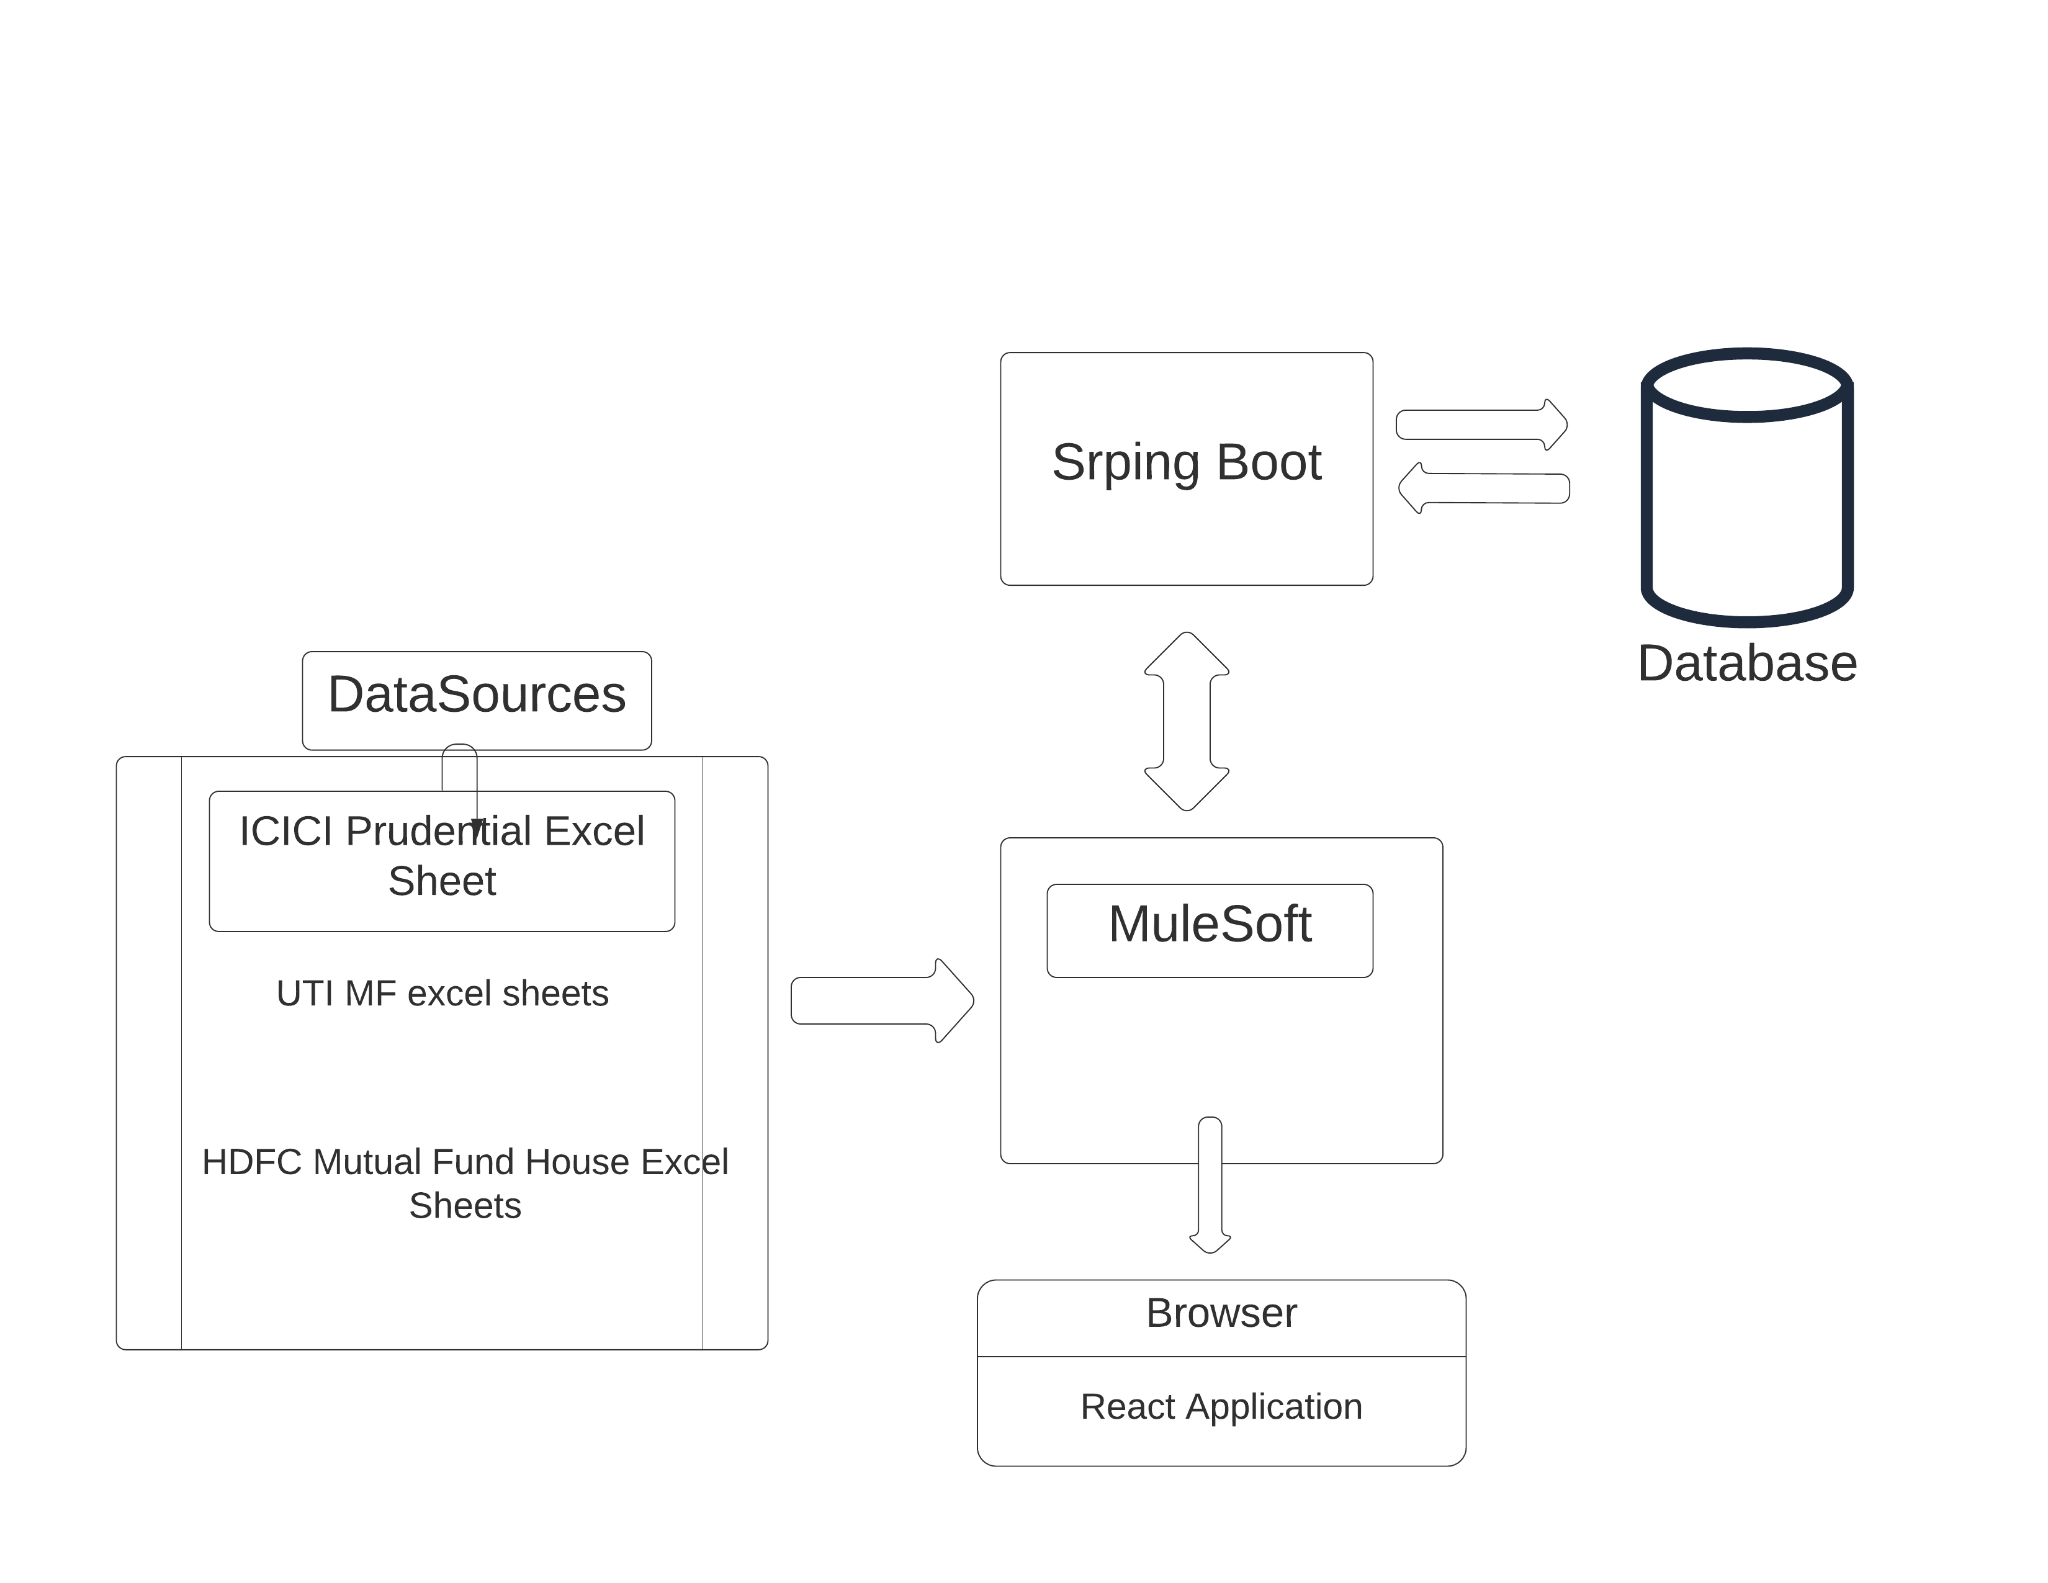 Srping Boot
Database
DataSources
ICICI Prudential Excel
Sheet
UTI MF excel sheets
HDFC Mutual Fund House Excel
Sheets
MuleSoft
Browser
React Application